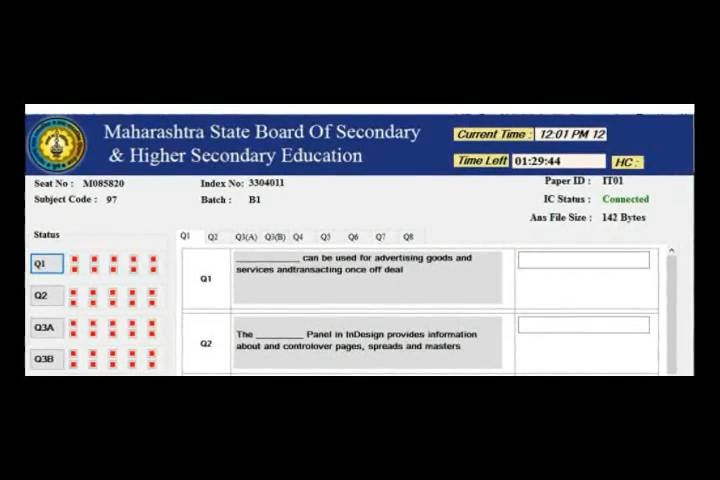 Maharashtra State Board Of Secondary
& Higher Secondary Education
Current Time : 12:01 PM 12
Time Left 01:29:44 HC :
Seat No : M085820 Index No: 3304011 Paper ID : IT01
Subject Code : 97 Batch : B1 IC Status : Connected
Ans File Size : 142 Bytes
Status
Q1 Q2 Q3(A) Q3(B) Q4 Q5 Q6 Q7 Q8
Q1
Q2
Q3A
Q3B
Q1
____________ can be used for advertising goods and
services andtransacting once off deal
Q2
The _________ Panel in InDesign provides information
about and controlover pages, spreads and masters